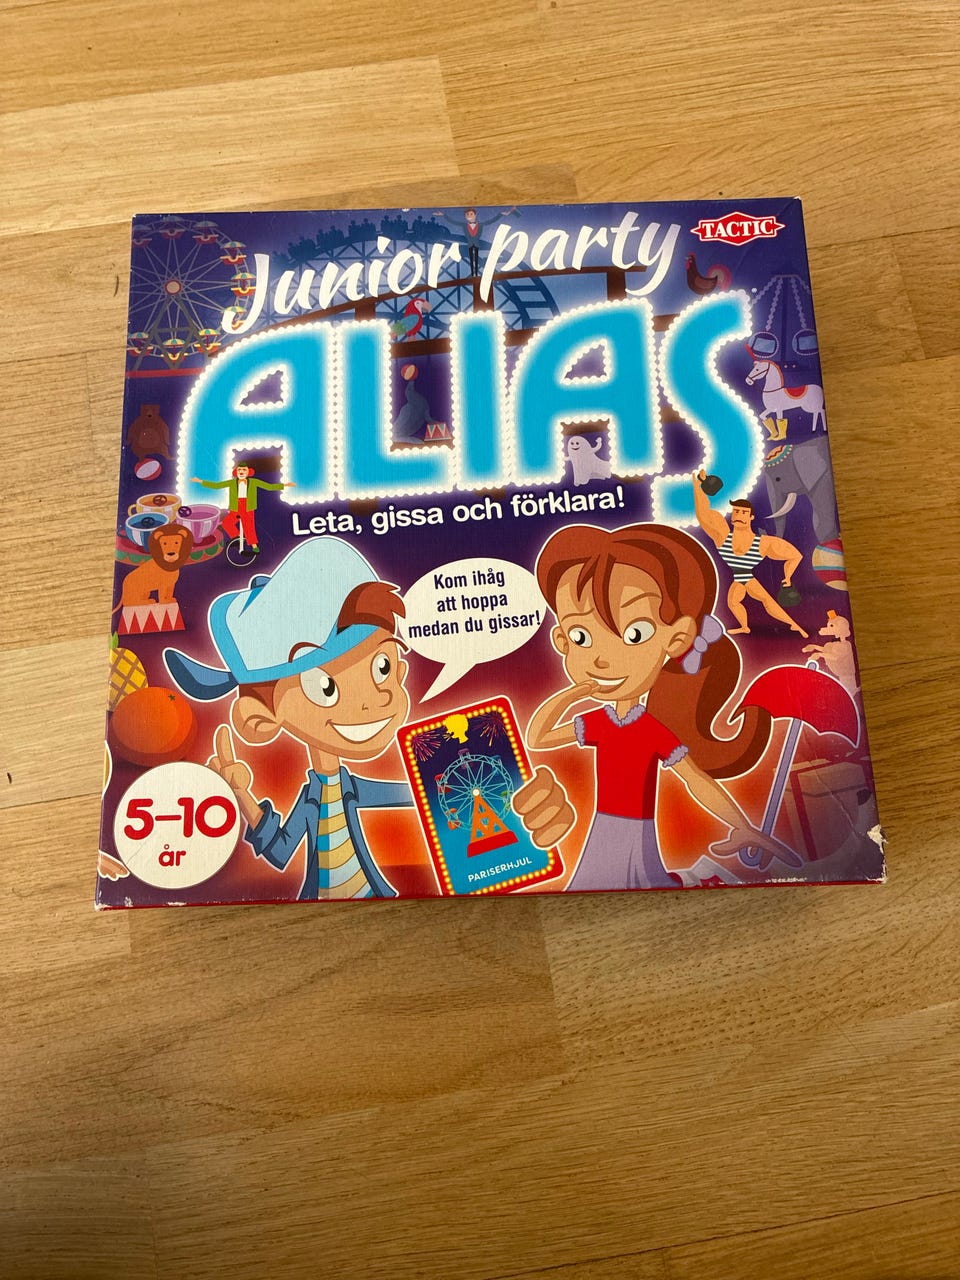 Junior party
TACTIC
ALIAS
Leta, gissa och förklara!
Kom ihåg
att hoppa
medan du gissar!
5–10
år
PARISERHJUL